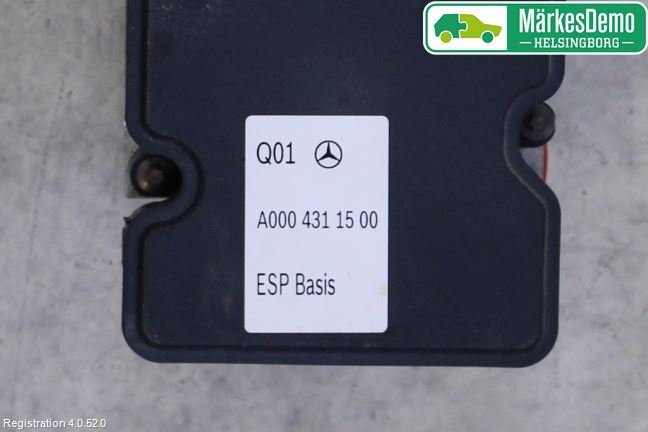 MärkesDemo
HELSINGBORG
Q01
A000 431 15 00
ESP Basis
Registration 4.0.52.0